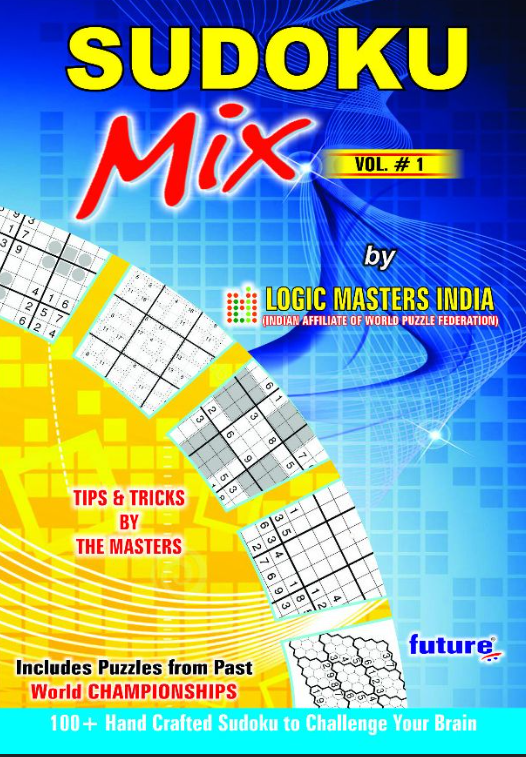 SUDOKU
Mix
VOL. # 1
by
LOGIC MASTERS INDIA
(INDIAN AFFILIATE OF WORLD PUZZLE FEDERATION)
TIPS & TRICKS
BY
THE MASTERS
future
Includes Puzzles from Past
World CHAMPIONSHIPS
100+ Hand Crafted Sudoku to Challenge Your Brain